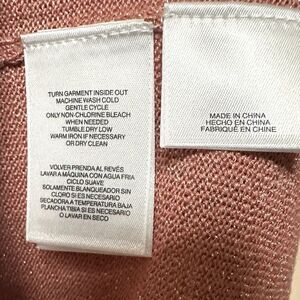 TURN GARMENT INSIDE OUT
MACHINE WASH COLD
GENTLE CYCLE
ONLY NON-CHLORINE BLEACH
WHEN NEEDED
TUMBLE DRY LOW
WARM IRON IF NECESSARY
OR DRY CLEAN
VOLVER PRENDA AL REVÉS
LAVAR A MÁQUINA CON AGUA FRIA
CICLO SUAVE
SOLAMENTE BLANQUEADOR SIN
CLORO SI ES NECESARIO
SECADORA A TEMPERATURA BAJA
PLANCHA TIBIA SI ES NECESARIO
O LAVAR EN SECO
MADE IN CHINA
HECHO EN CHINA
FABRIQUÉ EN CHINE